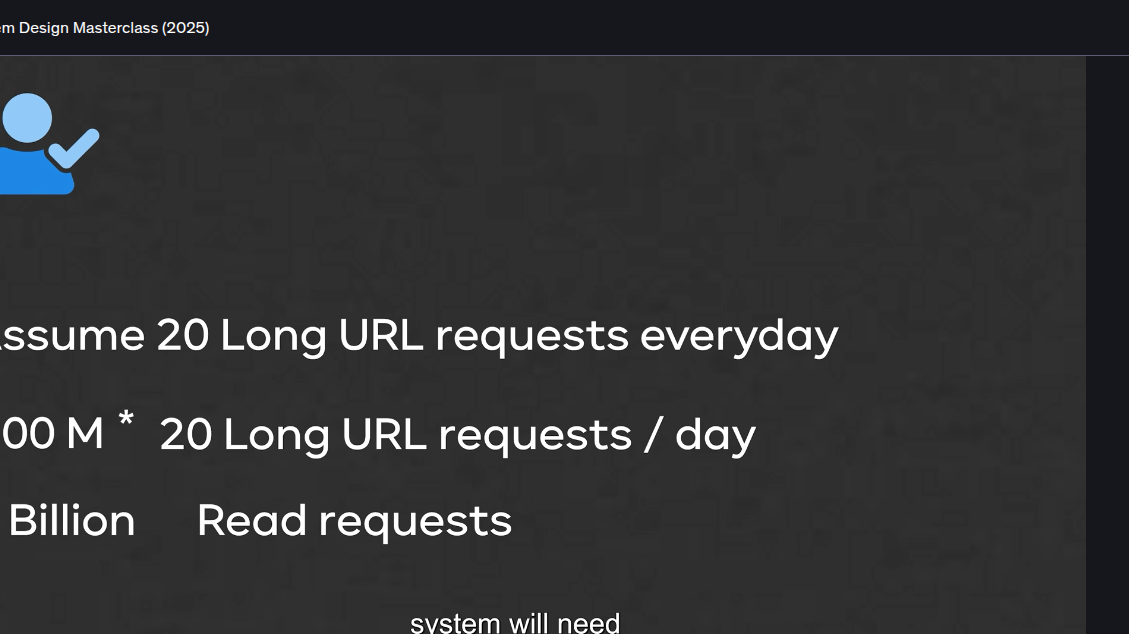 em Design Masterclass (2025)
ssume 20 Long URL requests everyday
00 M * 20 Long URL requests / day
Billion Read requests
system will need